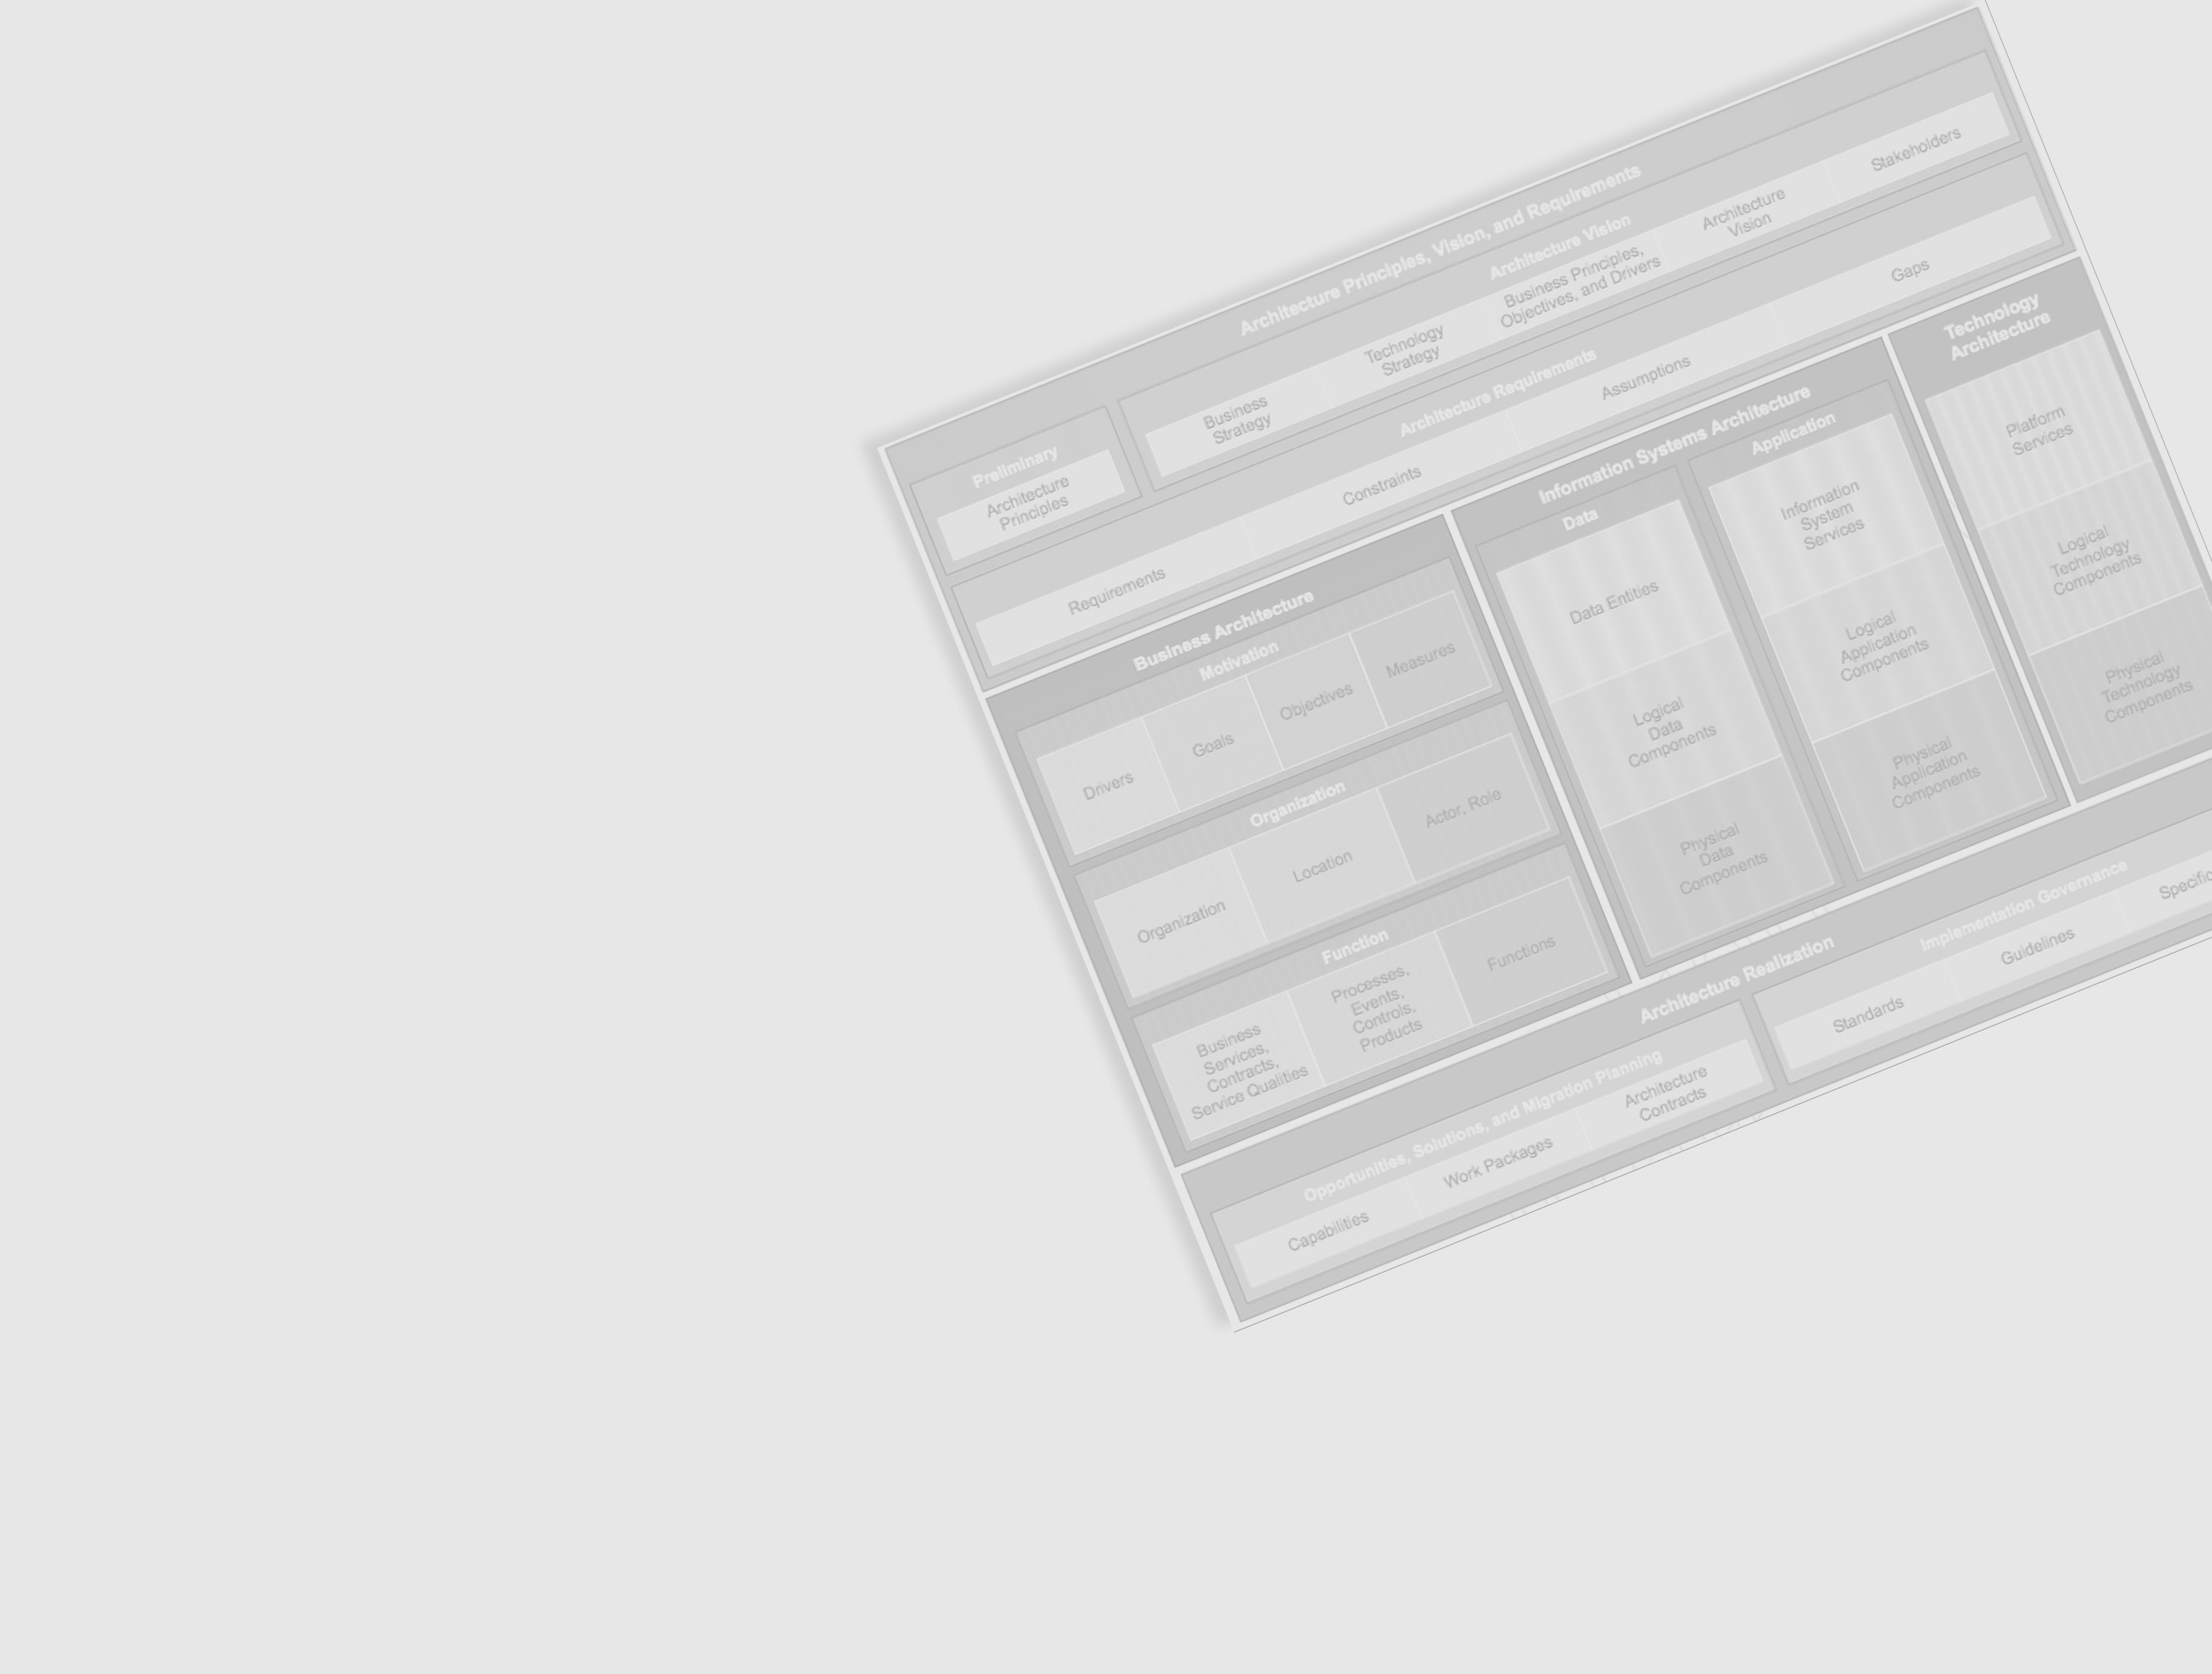 Architecture Principles, Vision, and Requirements
Preliminary
Architecture
Principles
Architecture Vision
Business
Strategy
Technology
Strategy
Business Principles,
Objectives, and Drivers
Architecture
Vision
Stakeholders
Architecture Requirements
Requirements
Constraints
Assumptions
Gaps
Business Architecture
Motivation
Drivers
Goals
Objectives
Measures
Organization
Organization
Location
Actor, Role
Function
Business
Services,
Contracts,
Service Qualities
Processes,
Events,
Controls,
Products
Functions
Information Systems Architecture
Data
Data Entities
Logical
Data
Components
Physical
Data
Components
Application
Information
System
Services
Logical
Application
Components
Physical
Application
Components
Technology
Architecture
Platform
Services
Logical
Technology
Components
Physical
Technology
Components
Architecture Realization
Opportunities, Solutions, and Migration Planning
Capabilities
Work Packages
Architecture
Contracts
Implementation Governance
Standards
Guidelines